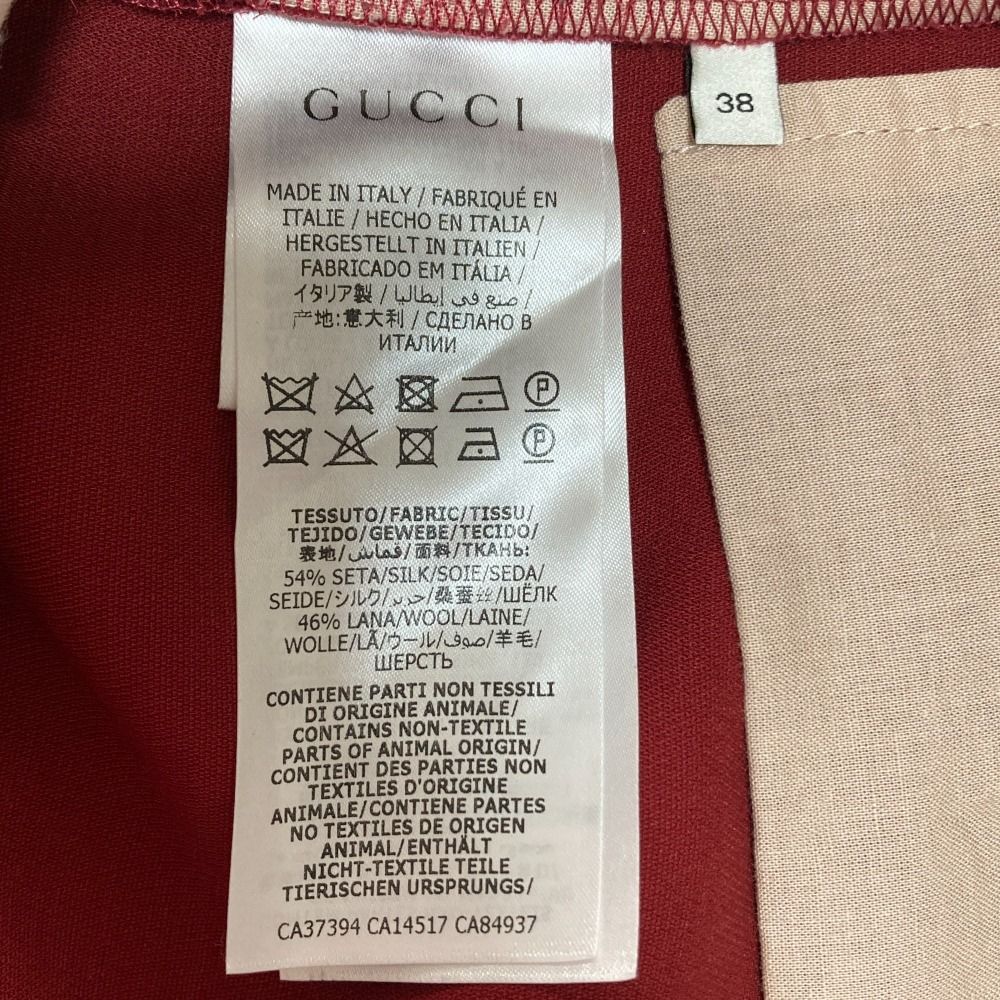 GUCCI
38
MADE IN ITALY / FABRIQUÉ EN
ITALIE / HECHO EN ITALIA /
HERGESTELLT IN ITALIEN /
FABRICADO EM ITÁLIA /
イタリア製 / صنع في إيطاليا /
产地:意大利 / СДЕЛАНО В
ИТАЛИИ
P
P
TESSUTO/FABRIC/TISSU/
TEJIDO/GEWEBE/TECIDO/
表地/قماش/面料/ТКАНЬ:
54% SETA/SILK/SOIE/SEDA/
SEIDE/シルク/حرير/桑蚕丝/ШЁЛК
46% LANA/WOOL/LAINE/
WOLLE/LÃ/ウール/صوف/羊毛/
ШЕРСТЬ
CONTIENE PARTI NON TESSILI
DI ORIGINE ANIMALE/
CONTAINS NON-TEXTILE
PARTS OF ANIMAL ORIGIN/
CONTIENT DES PARTIES NON
TEXTILES D'ORIGINE
ANIMALE/CONTIENE PARTES
NO TEXTILES DE ORIGEN
ANIMAL/ENTHÄLT
NICHT-TEXTILE TEILE
TIERISCHEN URSPRUNGS/
CA37394 CA14517 CA84937